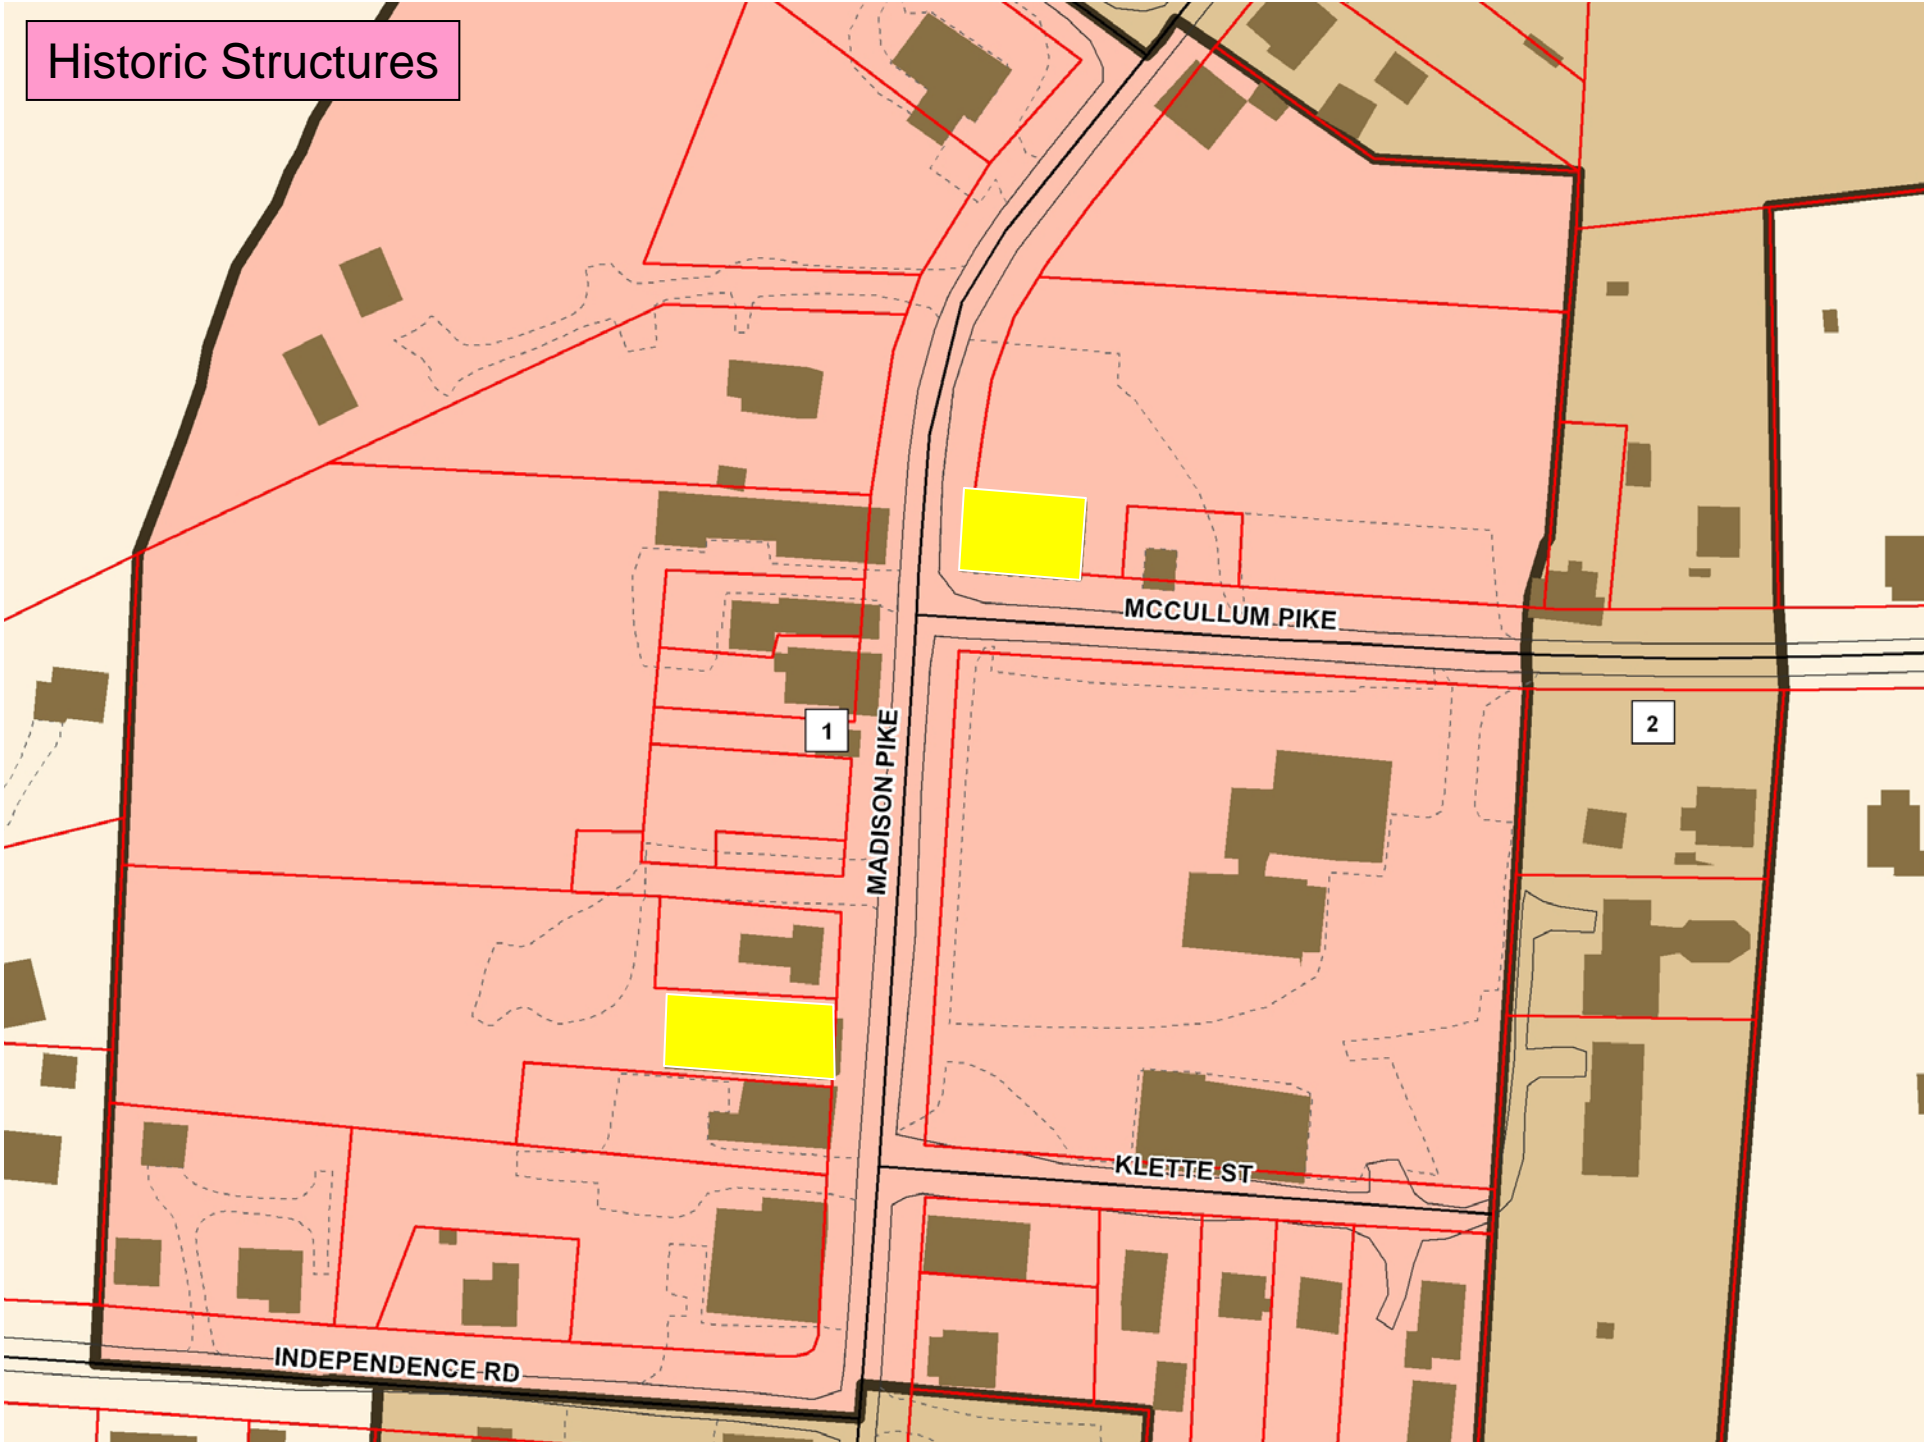 Historic Structures
MCCULLUM PIKE
1
2
MADISON PIKE
KLETTE ST
INDEPENDENCE RD